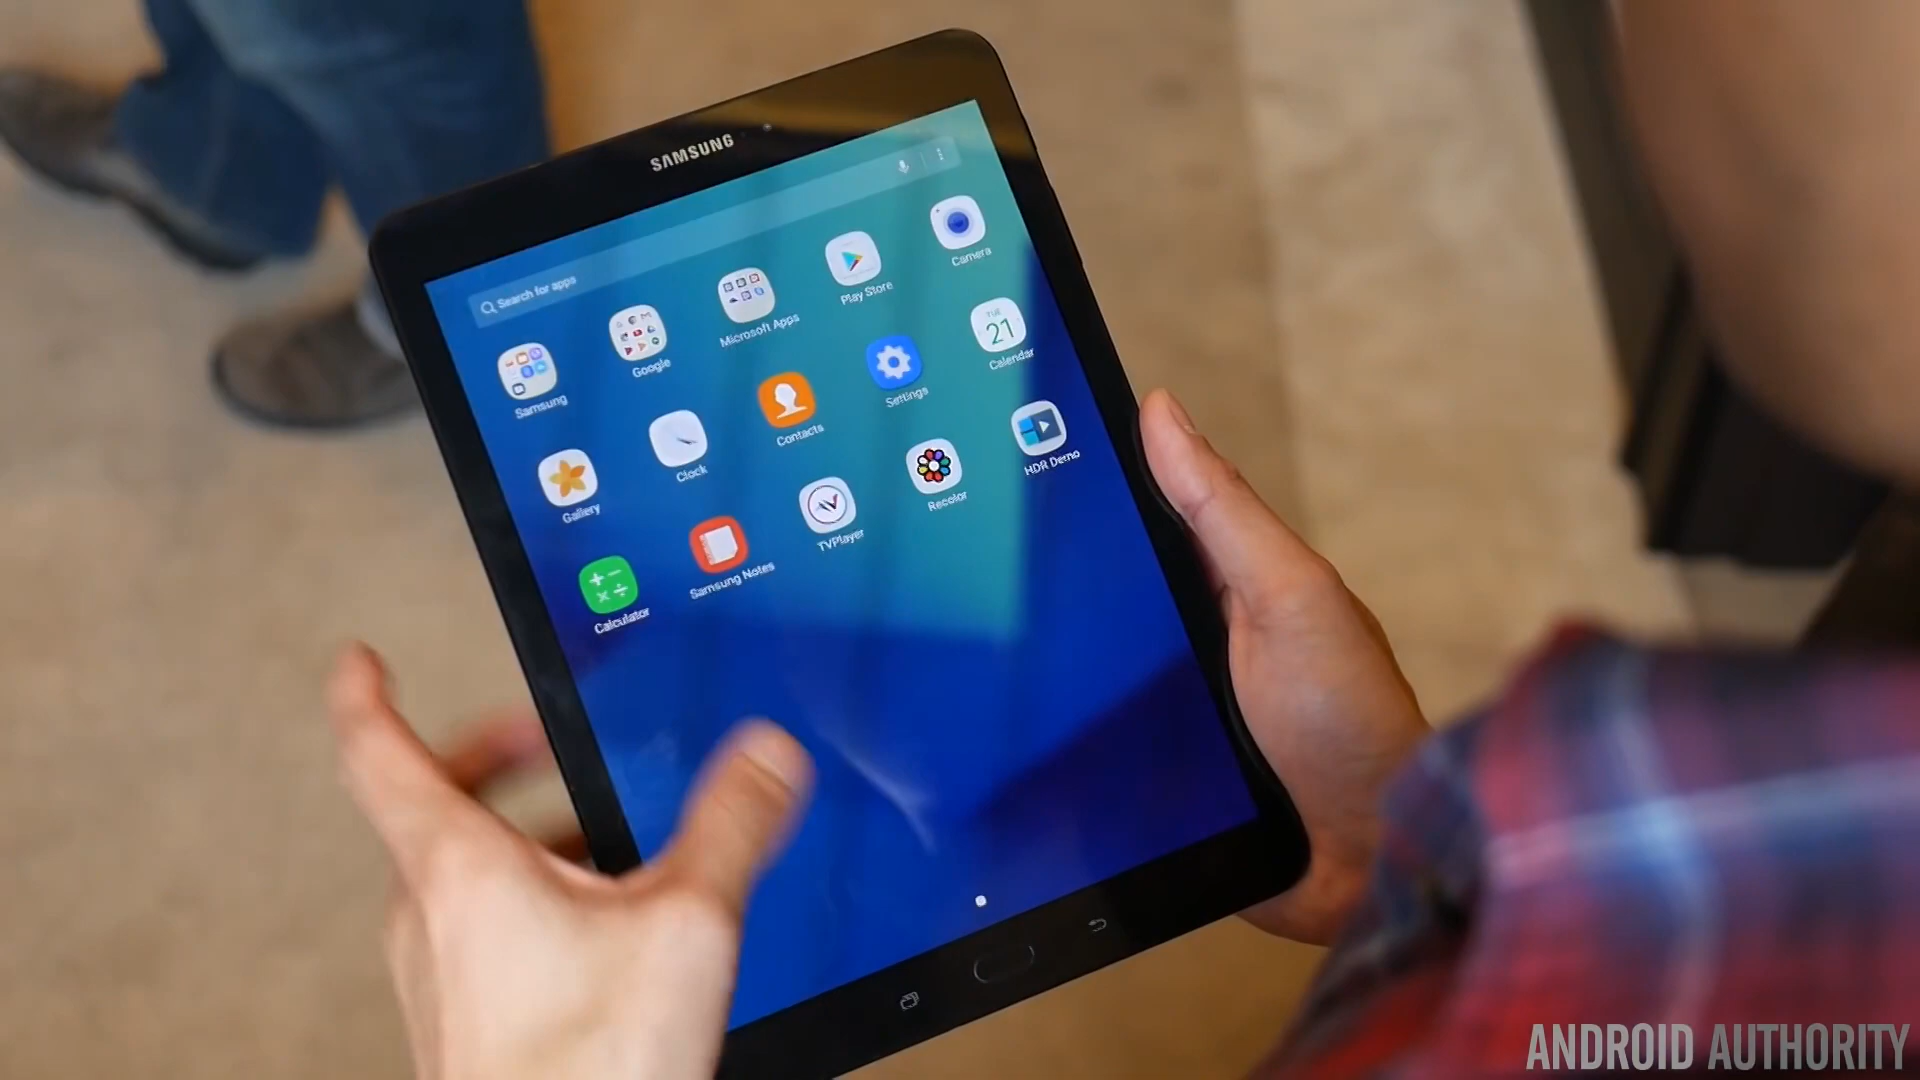 SAMSUNG
Search for apps
Samsung
Google
Microsoft Apps
Play Store
Camera
Gallery
Clock
Contacts
Settings
TUE
21
Calendar
Calculator
Samsung Notes
TVPlayer
Recolor
HDR Demo
ANDROID AUTHORITY